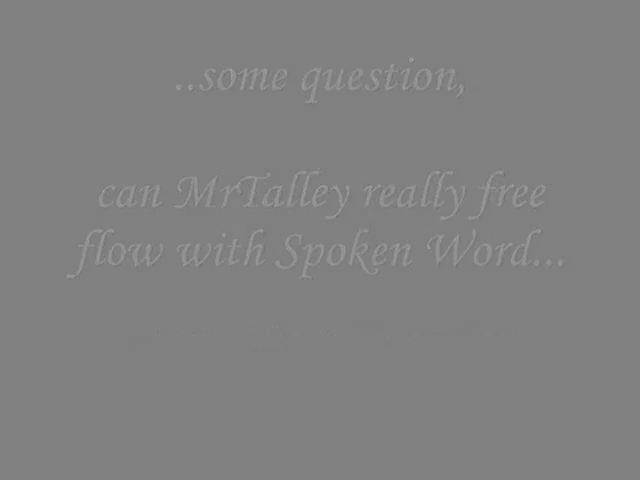 ..some question,
can MrTalley really free
flow with Spoken Word...